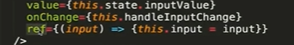 value={this.state.inputValue}
onChange={this.handleInputChange}
ref={(input) => {this.input = input}}
/>